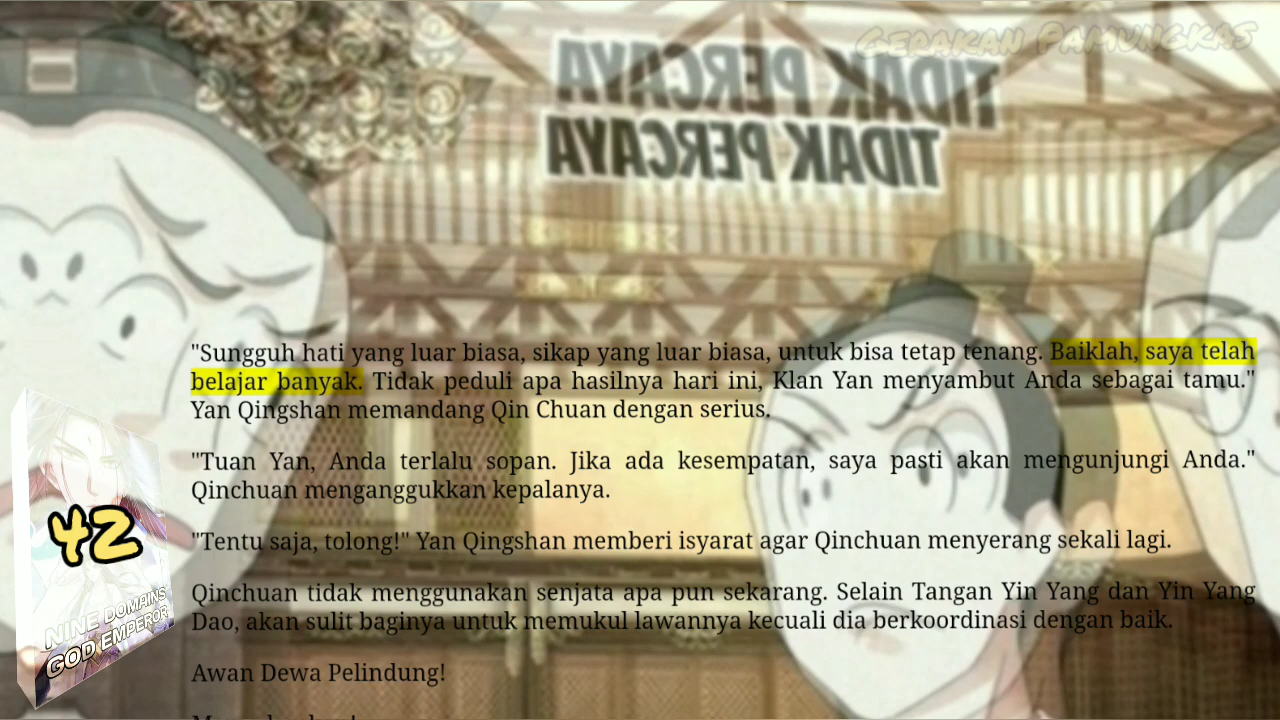 Gerakan Pamungkas
TIDAK PERCAYA
TIDAK PERCAYA
"Sungguh hati yang luar biasa, sikap yang luar biasa, untuk bisa tetap tenang. Baiklah, saya telah
belajar banyak. Tidak peduli apa hasilnya hari ini, Klan Yan menyambut Anda sebagai tamu."
Yan Qingshan memandang Qin Chuan dengan serius.
"Tuan Yan, Anda terlalu sopan. Jika ada kesempatan, saya pasti akan mengunjungi Anda."
Qinchuan menganggukkan kepalanya.
"Tentu saja, tolong!" Yan Qingshan memberi isyarat agar Qinchuan menyerang sekali lagi.
Qinchuan tidak menggunakan senjata apa pun sekarang. Selain Tangan Yin Yang dan Yin Yang
Dao, akan sulit baginya untuk memukul lawannya kecuali dia berkoordinasi dengan baik.
Awan Dewa Pelindung!
42
NINE DOMAINS
GOD EMPEROR